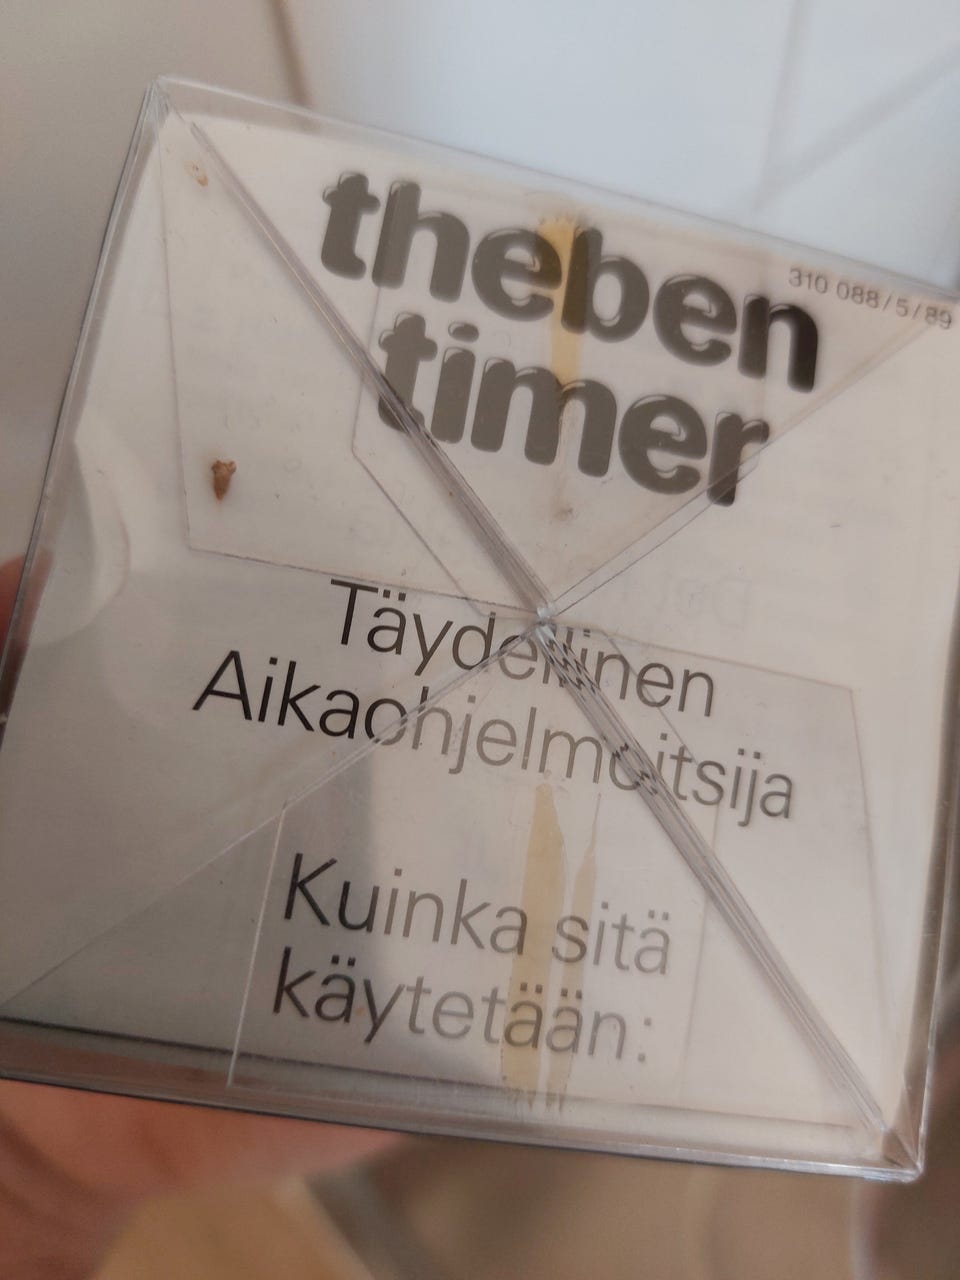 theben
timer
310 088/5/89
Täydellinen
Aikaohjelmoitsija
Kuinka sitä
käytetään: